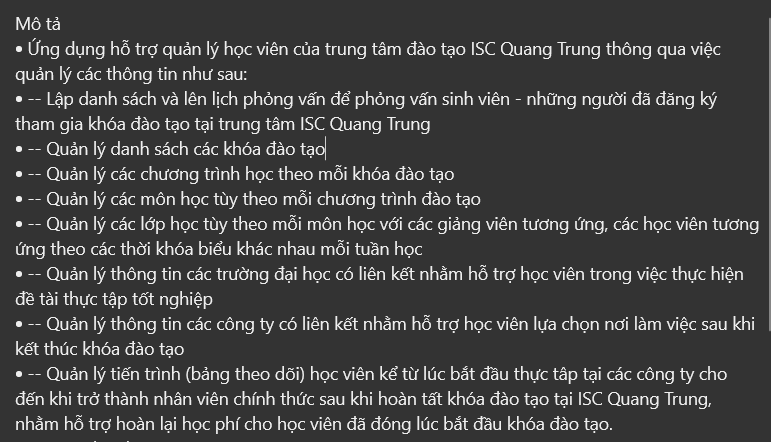 Mô tả
• Ứng dụng hỗ trợ quản lý học viên của trung tâm đào tạo ISC Quang Trung thông qua việc
quản lý các thông tin như sau:
• -- Lập danh sách và lên lịch phỏng vấn để phỏng vấn sinh viên - những người đã đăng ký
tham gia khóa đào tạo tại trung tâm ISC Quang Trung
• -- Quản lý danh sách các khóa đào tạo
• -- Quản lý các chương trình học theo mỗi khóa đào tạo
• -- Quản lý các môn học tùy theo mỗi chương trình đào tạo
• -- Quản lý các lớp học tùy theo mỗi môn học với các giảng viên tương ứng, các học viên tương
ứng theo các thời khóa biểu khác nhau mỗi tuần học
• -- Quản lý thông tin các trường đại học có liên kết nhằm hỗ trợ học viên trong việc thực hiện
đề tài thực tập tốt nghiệp
• -- Quản lý thông tin các công ty có liên kết nhằm hỗ trợ học viên lựa chọn nơi làm việc sau khi
kết thúc khóa đào tạo
• -- Quản lý tiến trình (bảng theo dõi) học viên kể từ lúc bắt đầu thực tâp tại các công ty cho
đến khi trở thành nhân viên chính thức sau khi hoàn tất khóa đào tạo tại ISC Quang Trung,
nhằm hỗ trợ hoàn lại học phí cho học viên đã đóng lúc bắt đầu khóa đào tạo.